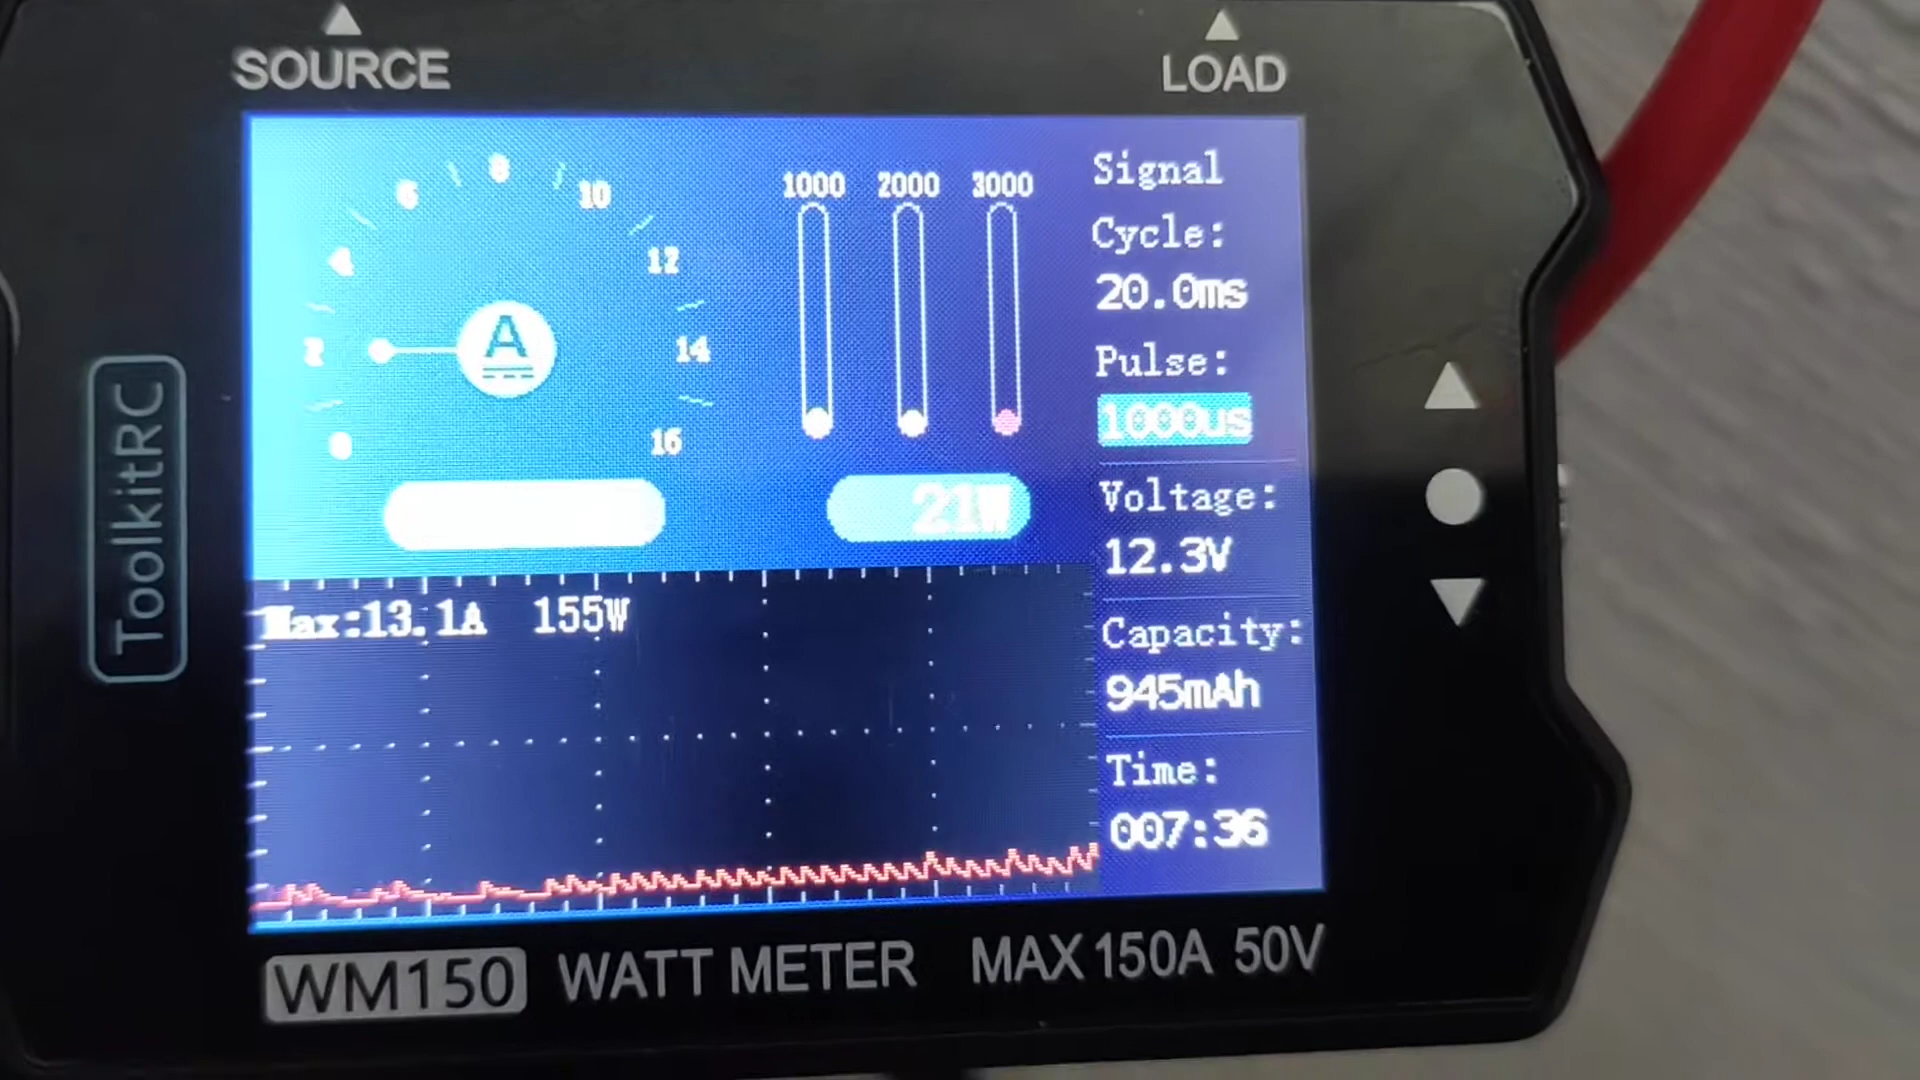 SOURCE
LOAD
ToolkitRC
0
2
4
6
8
10
12
14
16
A
1000 2000 3000
21W
Max:13.1A 155W
Signal
Cycle:
20.0ms
Pulse:
1000us
Voltage:
12.3V
Capacity:
945mAh
Time:
007:36
WM150 WATT METER MAX 150A 50V